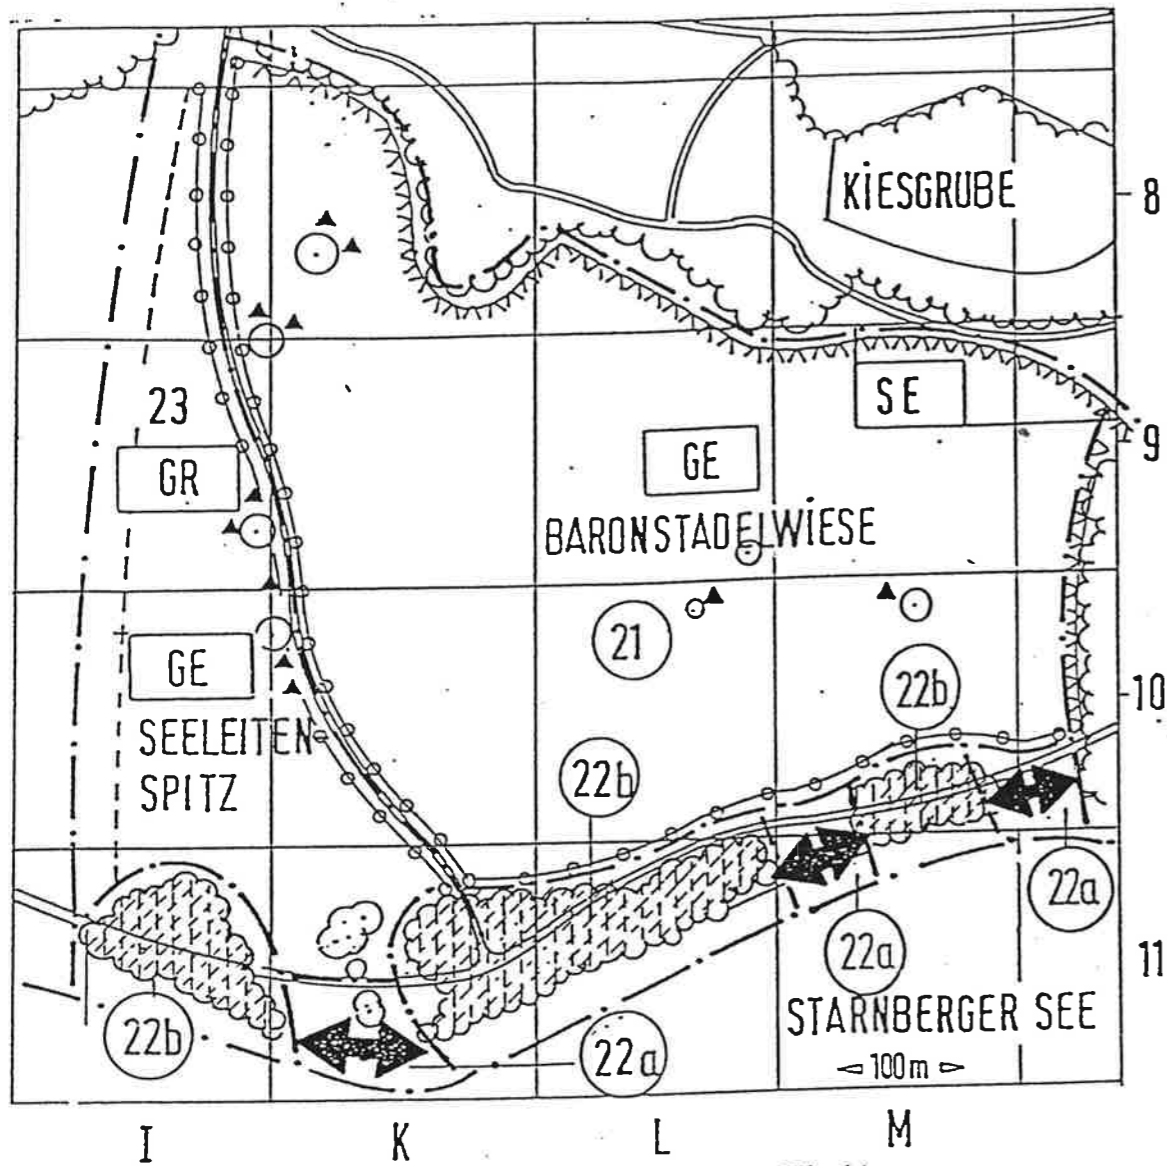 KIESGRUBE
8
SE
23
9
GE
GR
BARONSTADELWIESE
21
GE
22b
10
SEELEITEN
SPITZ
22b
22a
22a
11
STARNBERGER SEE
22b
22a
100m
I
K
L
M